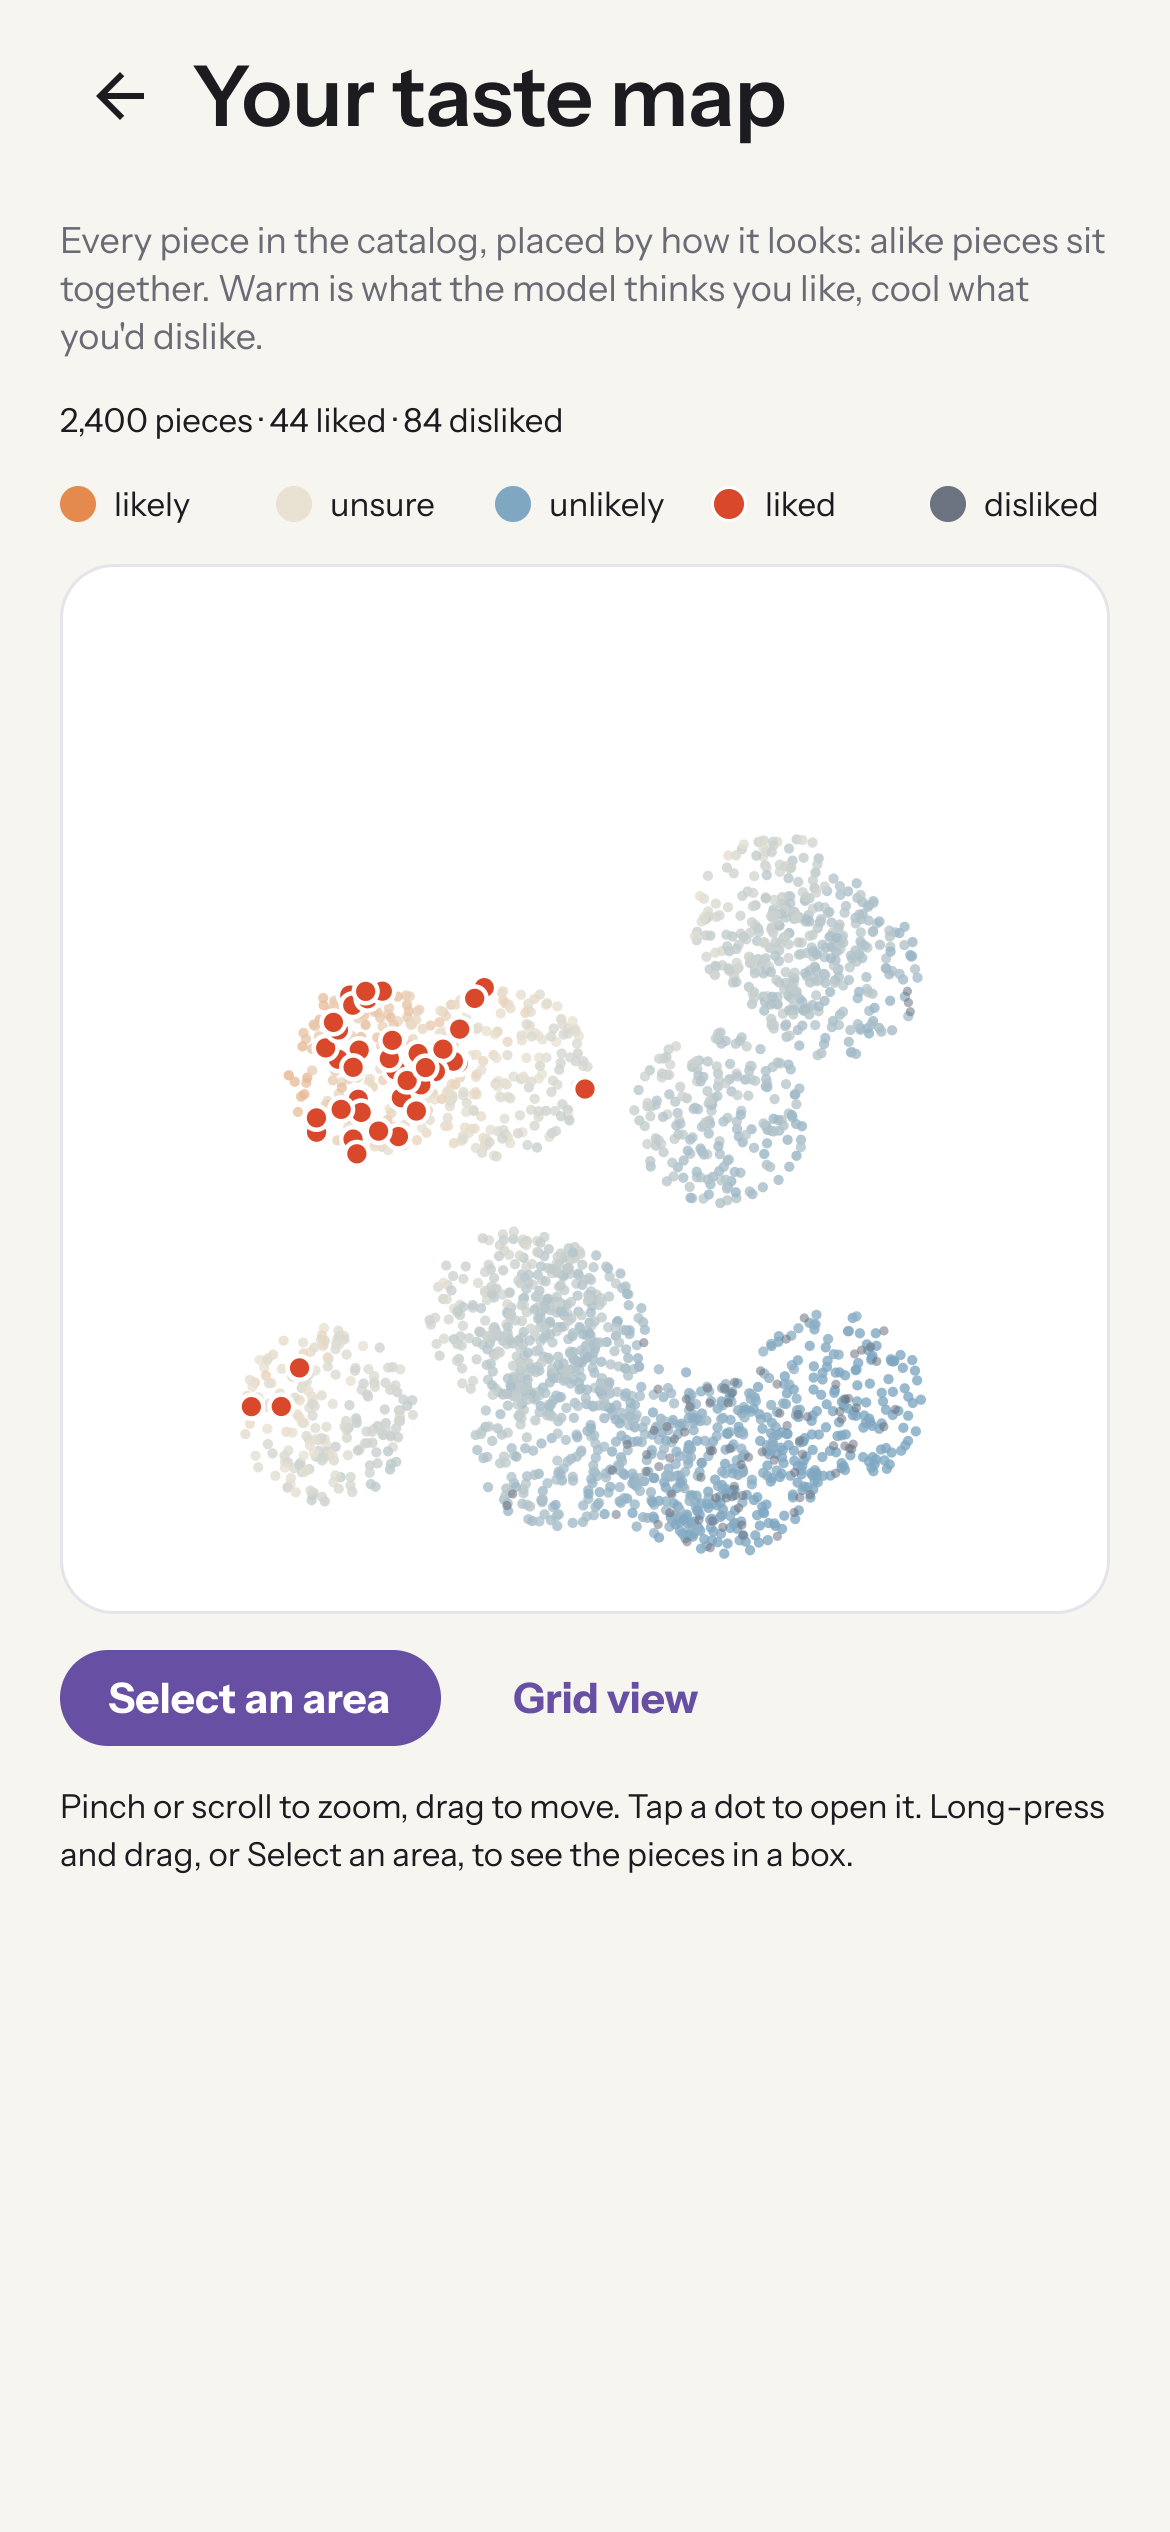 Your taste map
Every piece in the catalog, placed by how it looks: alike pieces sit
together. Warm is what the model thinks you like, cool what
you'd dislike.
2,400 pieces · 44 liked · 84 disliked
likely unsure unlikely liked disliked
Select an area Grid view
Pinch or scroll to zoom, drag to move. Tap a dot to open it. Long-press
and drag, or Select an area, to see the pieces in a box.